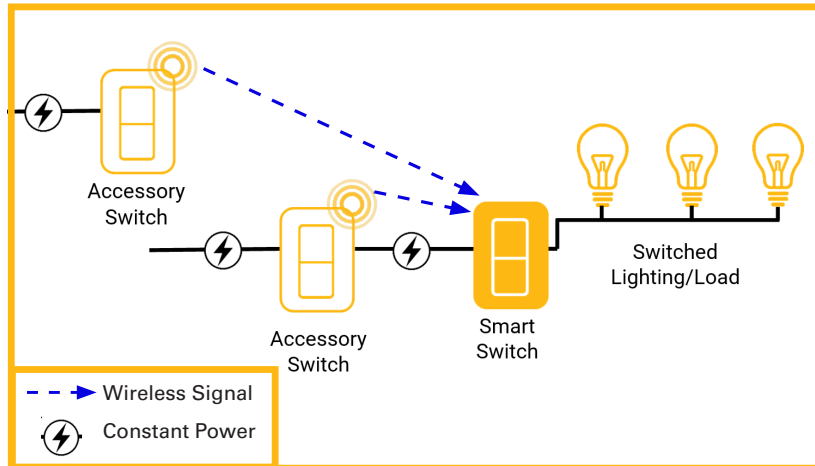 Accessory
Switch
Switched
Lighting/Load
Accessory
Switch
Smart
Switch
Wireless Signal
Constant Power